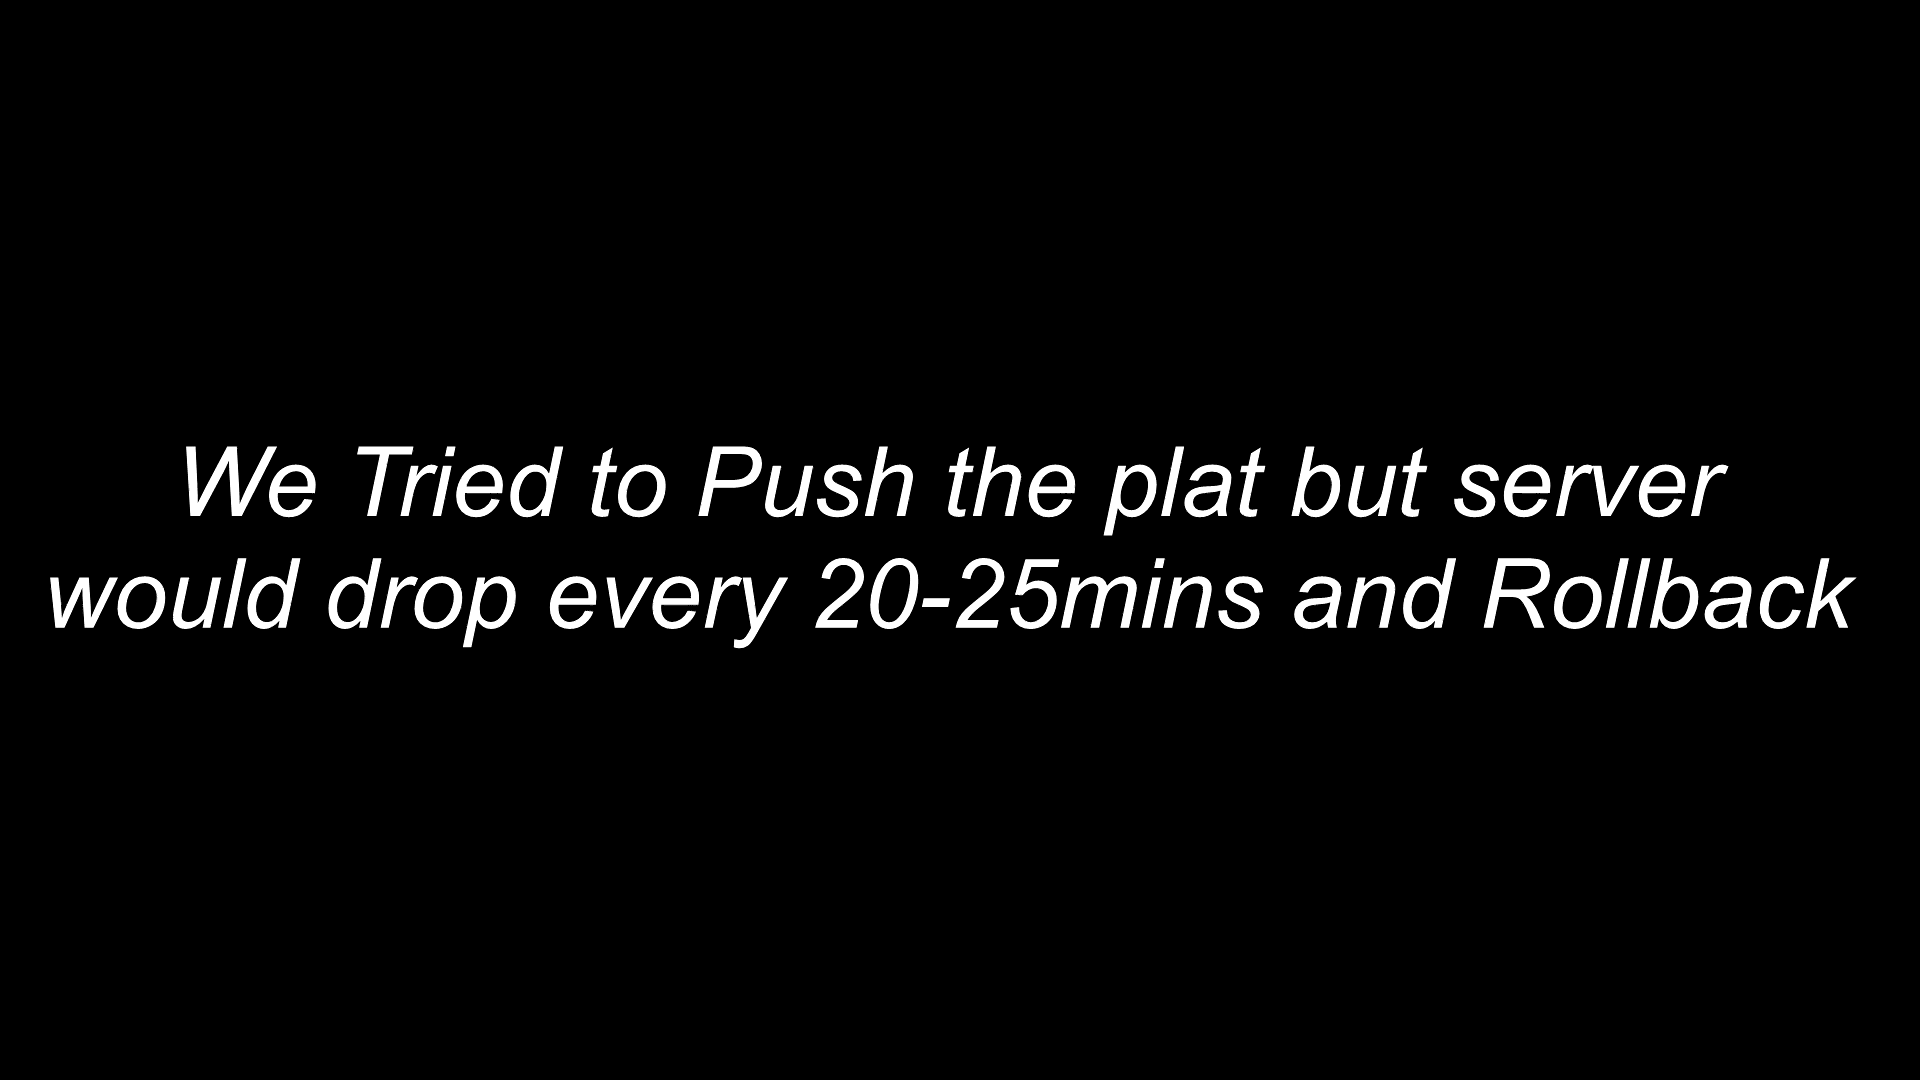 We Tried to Push the plat but server
would drop every 20-25mins and Rollback